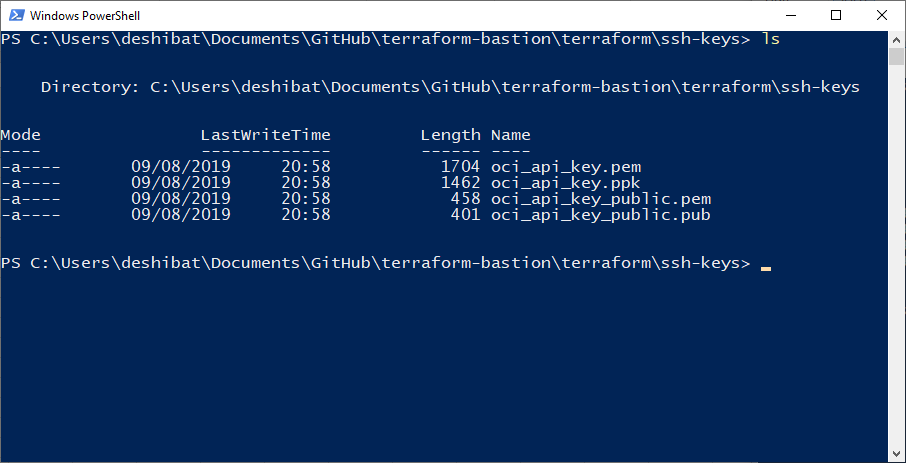 Windows PowerShell
PS C:\Users\deshibat\Documents\GitHub\terraform-bastion\terraform\ssh-keys> ls
Directory: C:\Users\deshibat\Documents\GitHub\terraform-bastion\terraform\ssh-keys
Mode LastWriteTime Length Name
---- ------------- ------ ----
-a---- 09/08/2019 20:58 1704 oci_api_key.pem
-a---- 09/08/2019 20:58 1462 oci_api_key.ppk
-a---- 09/08/2019 20:58 458 oci_api_key_public.pem
-a---- 09/08/2019 20:58 401 oci_api_key_public.pub
PS C:\Users\deshibat\Documents\GitHub\terraform-bastion\terraform\ssh-keys>